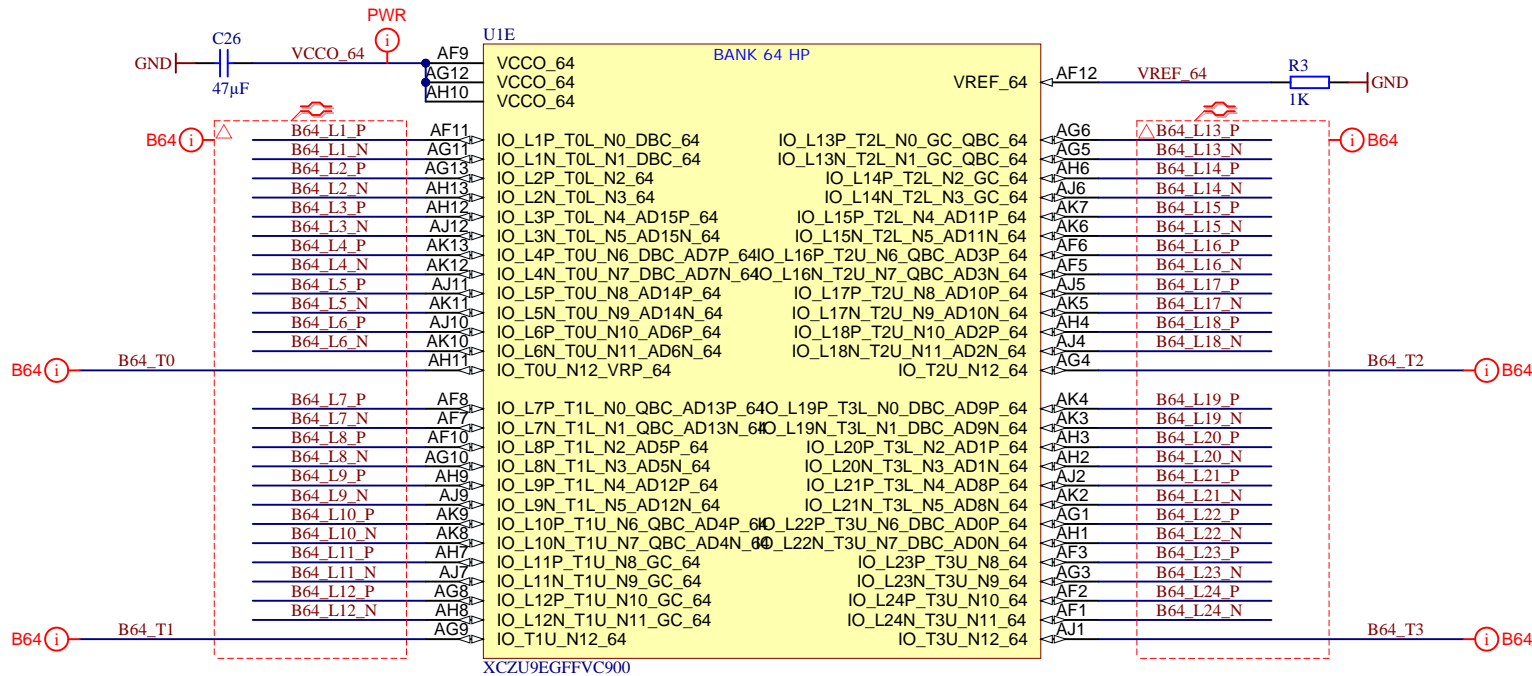 PWR
C26
U1E
GND
VCCO_64
47µF
AF9 VCCO_64
AG12 VCCO_64
AH10 VCCO_64
BANK 64 HP
VREF_64 AF12 VREF_64
R3
1K
GND
B64
B64_L1_P AF11 IO_L1P_T0L_N0_DBC_64
B64_L1_N AG11 IO_L1N_T0L_N1_DBC_64
B64_L2_P AG13 IO_L2P_T0L_N2_64
B64_L2_N AH13 IO_L2N_T0L_N3_64
B64_L3_P AH12 IO_L3P_T0L_N4_AD15P_64
B64_L3_N AJ12 IO_L3N_T0L_N5_AD15N_64
B64_L4_P AK13 IO_L4P_T0U_N6_DBC_AD7P_64
B64_L4_N AK12 IO_L4N_T0U_N7_DBC_AD7N_64
B64_L5_P AJ11 IO_L5P_T0U_N8_AD14P_64
B64_L5_N AK11 IO_L5N_T0U_N9_AD14N_64
B64_L6_P AJ10 IO_L6P_T0U_N10_AD6P_64
B64_L6_N AK10 IO_L6N_T0U_N11_AD6N_64
B64 B64_T0 AH11 IO_T0U_N12_VRP_64
B64_L7_P AF8 IO_L7P_T1L_N0_QBC_AD13P_64
B64_L7_N AF7 IO_L7N_T1L_N1_QBC_AD13N_64
B64_L8_P AF10 IO_L8P_T1L_N2_AD5P_64
B64_L8_N AG10 IO_L8N_T1L_N3_AD5N_64
B64_L9_P AH9 IO_L9P_T1L_N4_AD12P_64
B64_L9_N AJ9 IO_L9N_T1L_N5_AD12N_64
B64_L10_P AK9 IO_L10P_T1U_N6_QBC_AD4P_64
B64_L10_N AK8 IO_L10N_T1U_N7_QBC_AD4N_64
B64_L11_P AH7 IO_L11P_T1U_N8_GC_64
B64_L11_N AJ7 IO_L11N_T1U_N9_GC_64
B64_L12_P AG8 IO_L12P_T1U_N10_GC_64
B64_L12_N AH8 IO_L12N_T1U_N11_GC_64
B64 B64_T1 AG9 IO_T1U_N12_64
IO_L13P_T2L_N0_GC_QBC_64 AG6 B64_L13_P
B64
IO_L13N_T2L_N1_GC_QBC_64 AG5 B64_L13_N
IO_L14P_T2L_N2_GC_64 AH6 B64_L14_P
IO_L14N_T2L_N3_GC_64 AJ6 B64_L14_N
IO_L15P_T2L_N4_AD11P_64 AK7 B64_L15_P
IO_L15N_T2L_N5_AD11N_64 AK6 B64_L15_N
IO_L16P_T2U_N6_QBC_AD3P_64 AF6 B64_L16_P
IO_L16N_T2U_N7_QBC_AD3N_64 AF5 B64_L16_N
IO_L17P_T2U_N8_AD10P_64 AJ5 B64_L17_P
IO_L17N_T2U_N9_AD10N_64 AK5 B64_L17_N
IO_L18P_T2U_N10_AD2P_64 AH4 B64_L18_P
IO_L18N_T2U_N11_AD2N_64 AJ4 B64_L18_N
IO_T2U_N12_64 AG4 B64_T2 B64
IO_L19P_T3L_N0_DBC_AD9P_64 AK4 B64_L19_P
IO_L19N_T3L_N1_DBC_AD9N_64 AK3 B64_L19_N
IO_L20P_T3L_N2_AD1P_64 AH3 B64_L20_P
IO_L20N_T3L_N3_AD1N_64 AH2 B64_L20_N
IO_L21P_T3L_N4_AD8P_64 AJ2 B64_L21_P
IO_L21N_T3L_N5_AD8N_64 AK2 B64_L21_N
IO_L22P_T3U_N6_DBC_AD0P_64 AG1 B64_L22_P
IO_L22N_T3U_N7_DBC_AD0N_64 AH1 B64_L22_N
IO_L23P_T3U_N8_64 AF3 B64_L23_P
IO_L23N_T3U_N9_64 AG3 B64_L23_N
IO_L24P_T3U_N10_64 AF2 B64_L24_P
IO_L24N_T3U_N11_64 AF1 B64_L24_N
IO_T3U_N12_64 AJ1 B64_T3 B64
XCZU9EGFFVC900